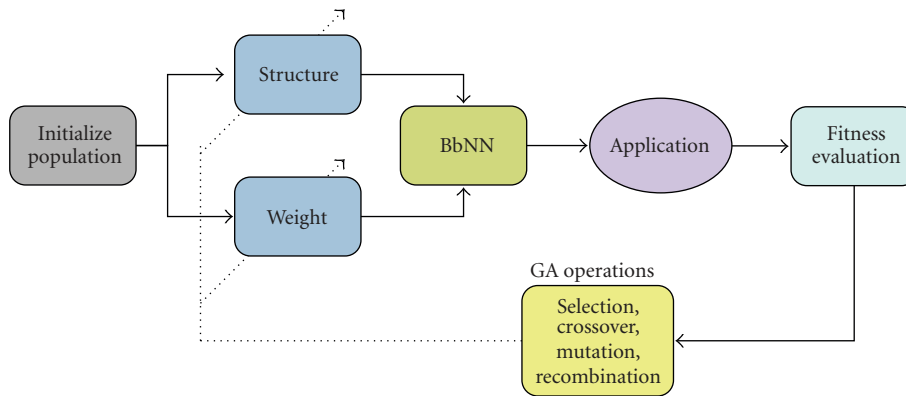 Structure
Initialize
population
BbNN
Application
Fitness
evaluation
Weight
GA operations
Selection,
crossover,
mutation,
recombination